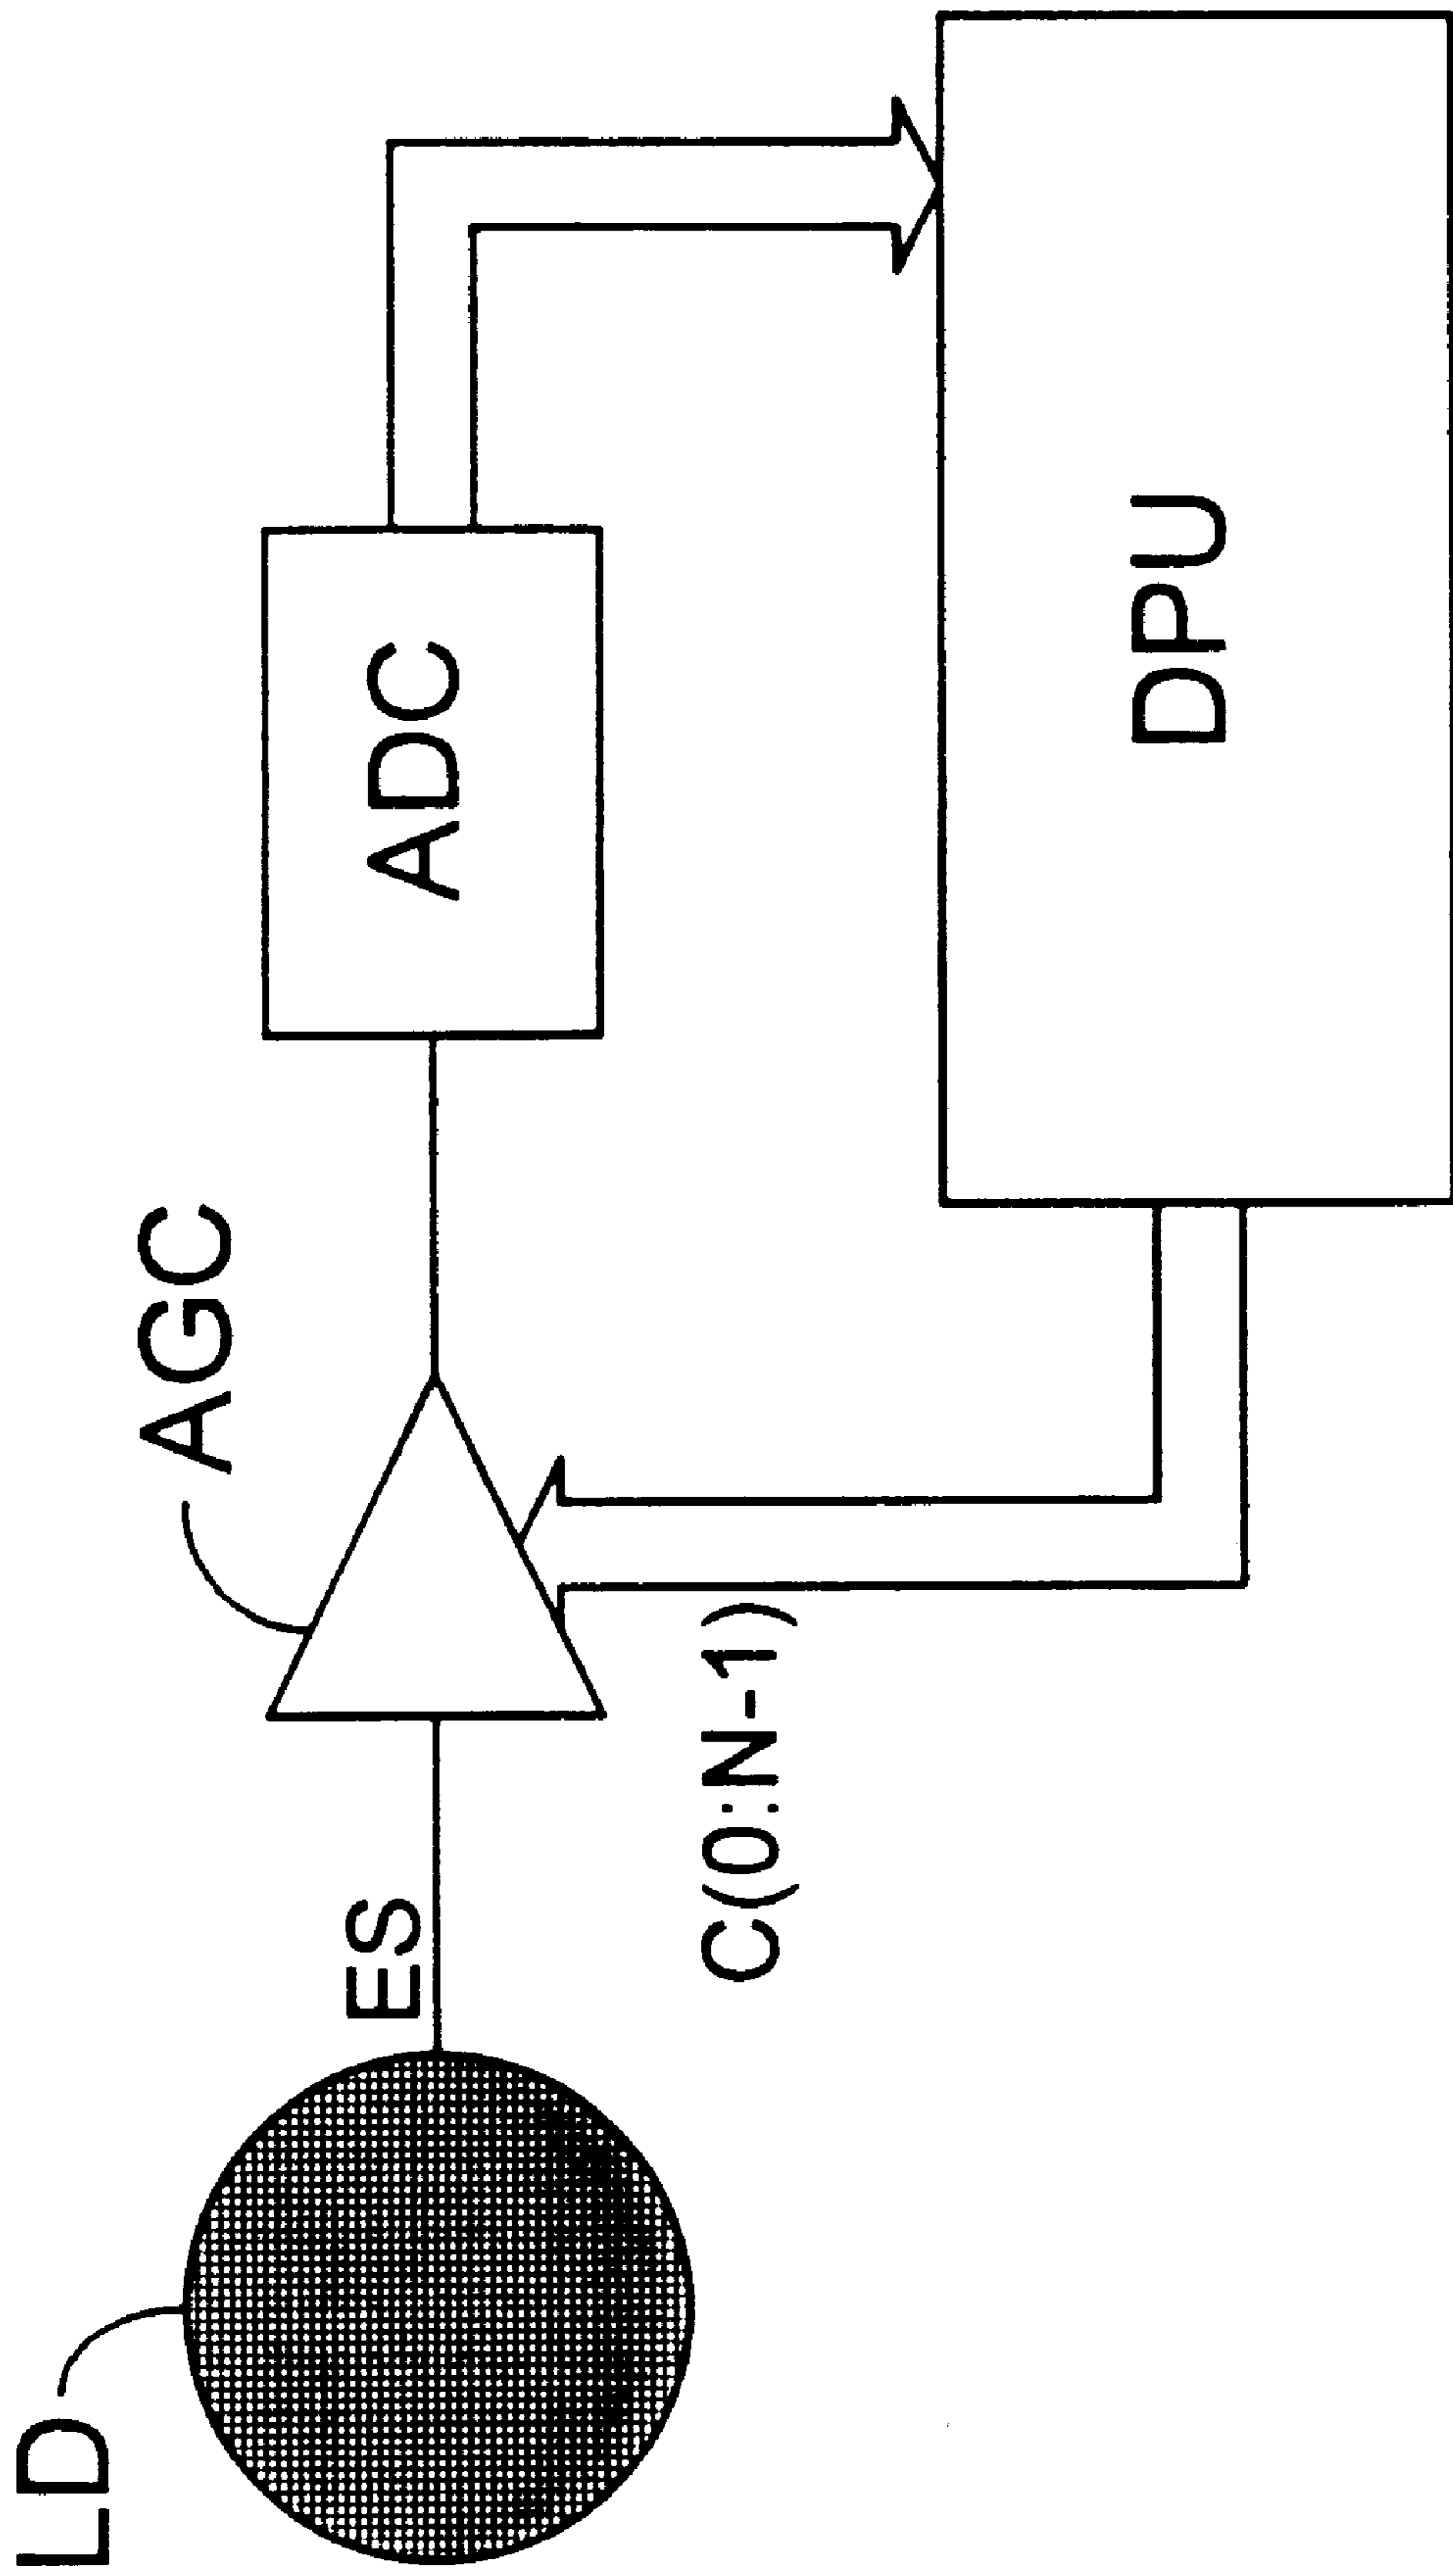 LD
ES
AGC
C(0:N-1)
ADC
DPU